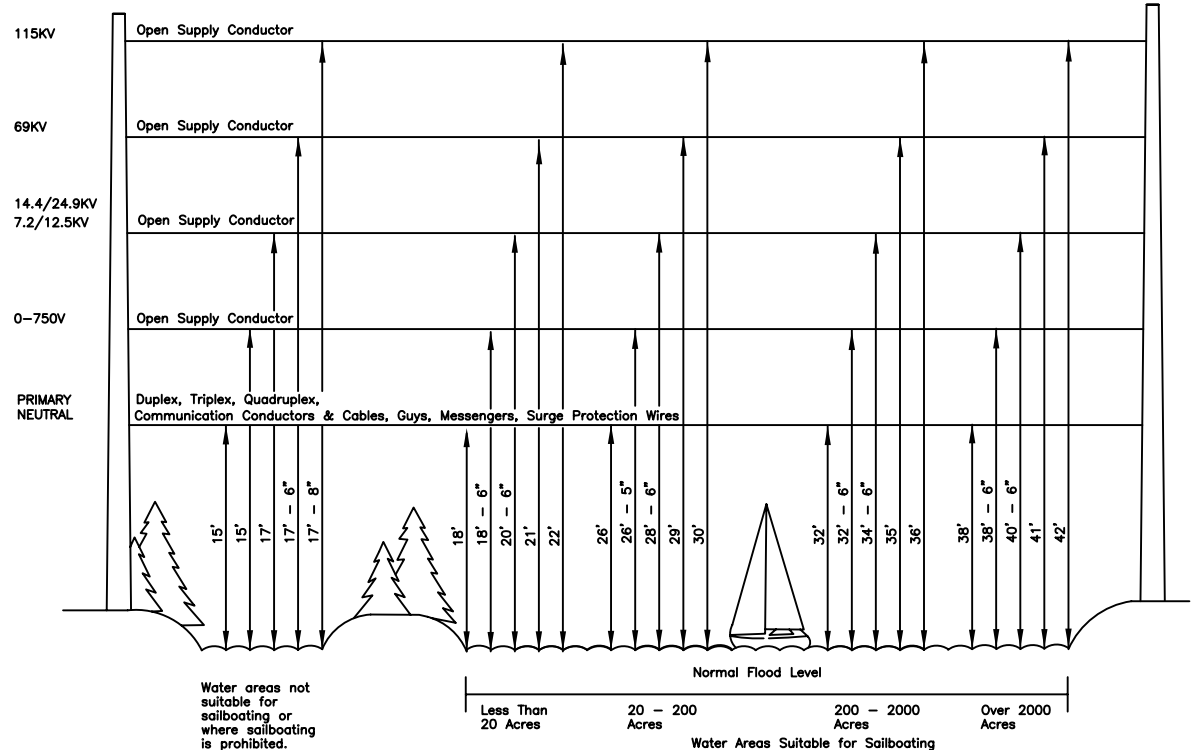 115KV
Open Supply Conductor
69KV
Open Supply Conductor
14.4/24.9KV
7.2/12.5KV
Open Supply Conductor
0-750V
Open Supply Conductor
PRIMARY
NEUTRAL
Duplex, Triplex, Quadruplex,
Communication Conductors & Cables, Guys, Messengers, Surge Protection Wires
15'
15'
17'
17' - 6"
17' - 8"
18'
18' - 6"
20' - 6"
21'
22'
26'
26' - 5"
28' - 6"
29'
30'
32'
32' - 6"
34' - 6"
35'
36'
38'
38' - 6"
40' - 6"
41'
42'
Normal Flood Level
Water areas not
suitable for
sailboating or
where sailboating
is prohibited.
Less Than
20 Acres
20 - 200
Acres
200 - 2000
Acres
Over 2000
Acres
Water Areas Suitable for Sailboating